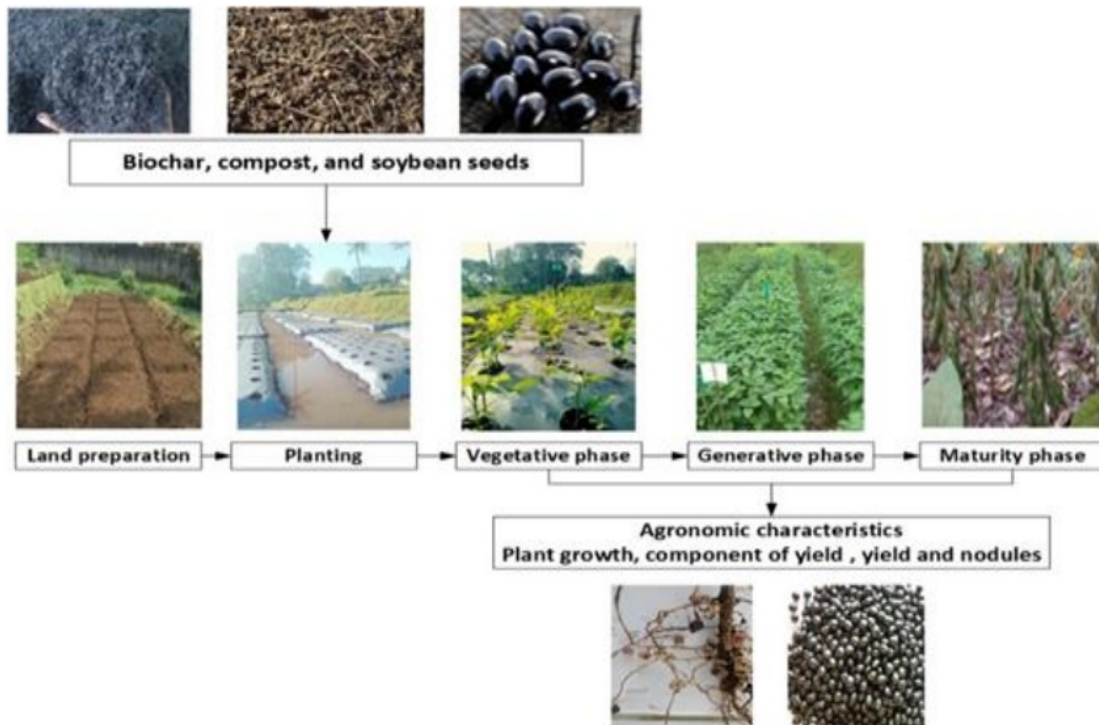 Biochar, compost, and soybean seeds
Land preparation
Planting
Vegetative phase
Generative phase
Maturity phase
Agronomic characteristics
Plant growth, component of yield , yield and nodules